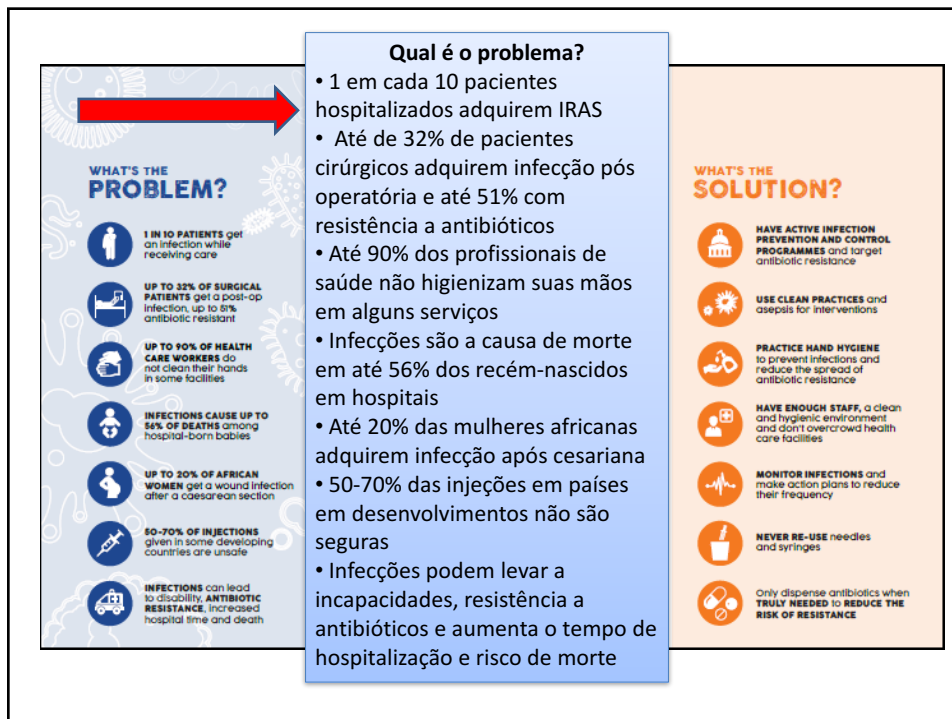 WHAT'S THE
PROBLEM?
1 IN 10 PATIENTS get
an infection while
receiving care
UP TO 32% OF SURGICAL
PATIENTS get a post-op
infection, up to 51%
antibiotic resistant
UP TO 90% OF HEALTH
CARE WORKERS do
not clean their hands
in some facilities
INFECTIONS CAUSE UP TO
56% OF DEATHS among
hospital-born babies
UP TO 20% OF AFRICAN
WOMEN get a wound infection
after a caesarean section
50-70% OF INJECTIONS
given in some developing
countries are unsafe
INFECTIONS can lead
to disability, ANTIBIOTIC
RESISTANCE, increased
hospital time and death
Qual é o problema?
• 1 em cada 10 pacientes
hospitalizados adquirem IRAS
• Até de 32% de pacientes
cirúrgicos adquirem infecção pós
operatória e até 51% com
resistência a antibióticos
• Até 90% dos profissionais de
saúde não higienizam suas mãos
em alguns serviços
• Infecções são a causa de morte
em até 56% dos recém-nascidos
em hospitais
• Até 20% das mulheres africanas
adquirem infecção após cesariana
• 50-70% das injeções em países
em desenvolvimentos não são
seguras
• Infecções podem levar a
incapacidades, resistência a
antibióticos e aumenta o tempo de
hospitalização e risco de morte
WHAT'S THE
SOLUTION?
HAVE ACTIVE INFECTION
PREVENTION AND CONTROL
PROGRAMMES and target
antibiotic resistance
USE CLEAN PRACTICES and
asepsis for interventions
PRACTICE HAND HYGIENE
to prevent infections and
reduce the spread of
antibiotic resistance
HAVE ENOUGH STAFF, a clean
and hygienic environment
and don't overcrowd health
care facilities
MONITOR INFECTIONS and
make action plans to reduce
their frequency
NEVER RE-USE needles
and syringes
Only dispense antibiotics when
TRULY NEEDED to REDUCE THE
RISK OF RESISTANCE